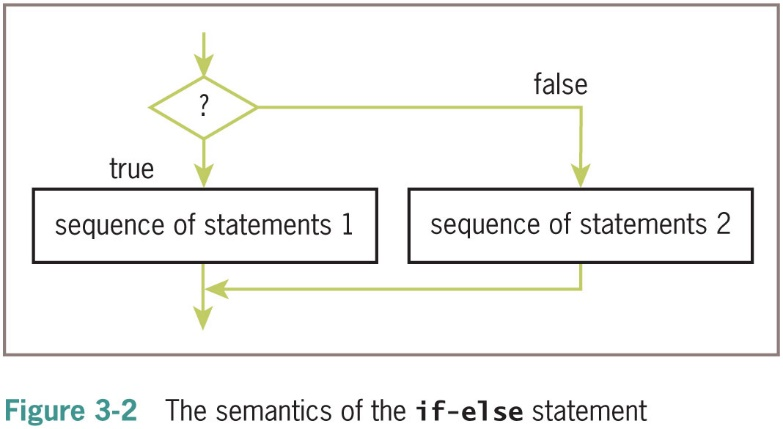 ?
false
true
sequence of statements 1
sequence of statements 2
Figure 3-2 The semantics of the if-else statement